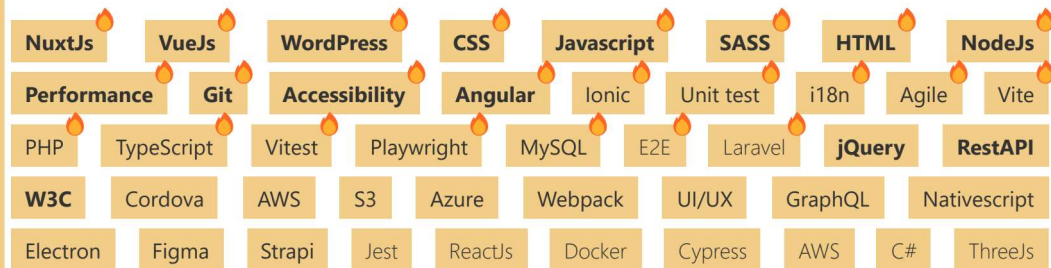 NuxtJs VueJs WordPress CSS Javascript SASS HTML NodeJs
Performance Git Accessibility Angular Ionic Unit test i18n Agile Vite
PHP TypeScript Vitest Playwright MySQL E2E Laravel jQuery RestAPI
W3C Cordova AWS S3 Azure Webpack UI/UX GraphQL Nativescript
Electron Figma Strapi Jest ReactJs Docker Cypress AWS C# ThreeJs